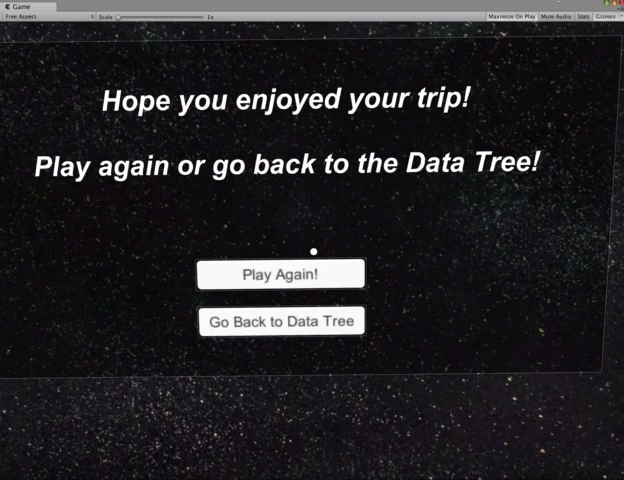 Game
Free Aspect
Scale
1x
Maximize On Play
Mute Audio
Stats
Gizmos
Hope you enjoyed your trip!
Play again or go back to the Data Tree!
Play Again!
Go Back to Data Tree